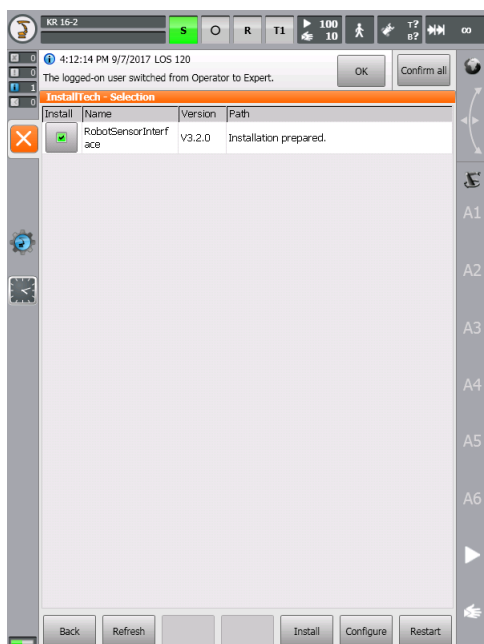 KR 16-2
S O R T1 100 10 T? B? ∞
0
0
1
0
4:12:14 PM 9/7/2017 LOS 120
The logged-on user switched from Operator to Expert.
OK
Confirm all
InstallTech - Selection
Install Name Version Path
RobotSensorInterf
ace
V3.2.0 Installation prepared.
A1
A2
A3
A4
A5
A6
Back Refresh Install Configure Restart